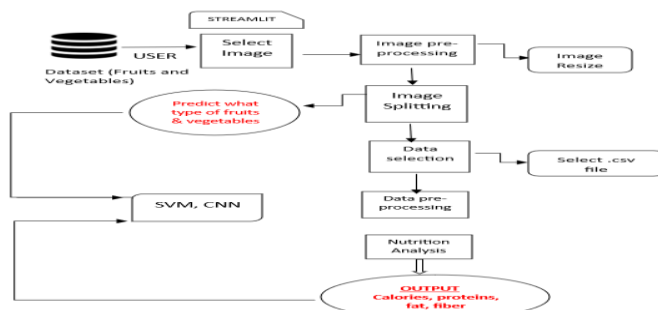 STREAMLIT
USER
Select
Image
Image pre-
processing
Image
Resize
Dataset (Fruits and
Vegetables)
Predict what
type of fruits
& vegetables
Image
Splitting
Data
selection
Select .csv
file
SVM, CNN
Data pre-
processing
Nutrition
Analysis
OUTPUT
Calories, proteins,
fat, fiber